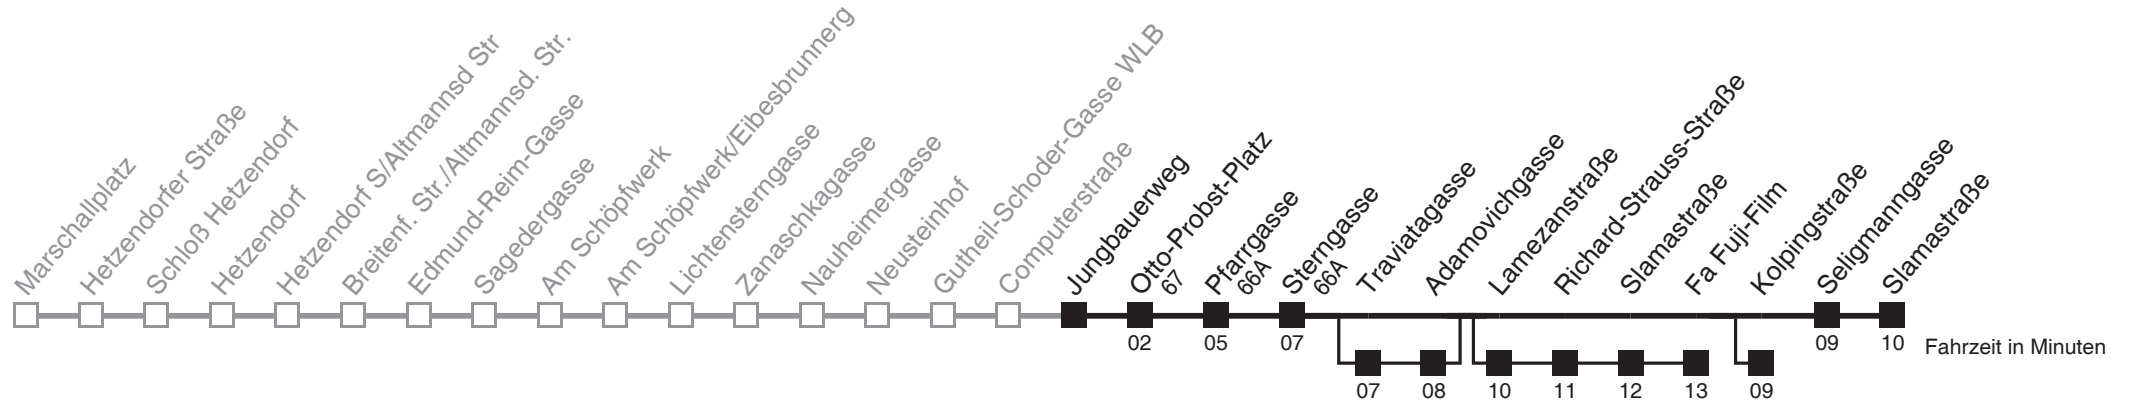 Marschallplatz
Hetzendorfer Straße
Schloß Hetzendorf
Hetzendorf
Hetzendorf S/Altmannsd Str
Breitenf. Str./Altmannsd. Str.
Edmund-Reim-Gasse
Sagedergasse
Am Schöpfwerk
Am Schöpfwerk/Eibesbrunnerg
Lichtensterngasse
Zanaschkagasse
Nauheimergasse
Neusteinhof
Gutheil-Schoder-Gasse WLB
Computerstraße
Jungbauerweg
Otto-Probst-Platz
67
Pfarrgasse
66A
Sterngasse
66A
Traviatagasse
Adamovichgasse
Lamezanstraße
Richard-Strauss-Straße
Slamastraße
Fa Fuji-Film
Kolpingstraße
Seligmanngasse
Slamastraße
02 05 07 09 10 Fahrzeit in Minuten
07 08 10 11 12 13 09